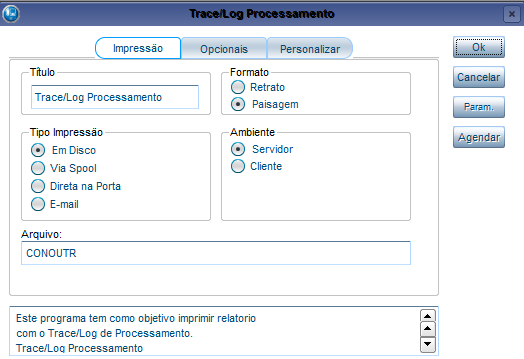 Trace/Log Processamento
Impressão
Opcionais
Personalizar
Ok
Cancelar
Param.
Agendar
Título
Trace/Log Processamento
Formato
Retrato
Paisagem
Tipo Impressão
Em Disco
Via Spool
Direta na Porta
E-mail
Ambiente
Servidor
Cliente
Arquivo:
CONOUTR
Este programa tem como objetivo imprimir relatorio
com o Trace/Log de Processamento.
Trace/Log Processamento